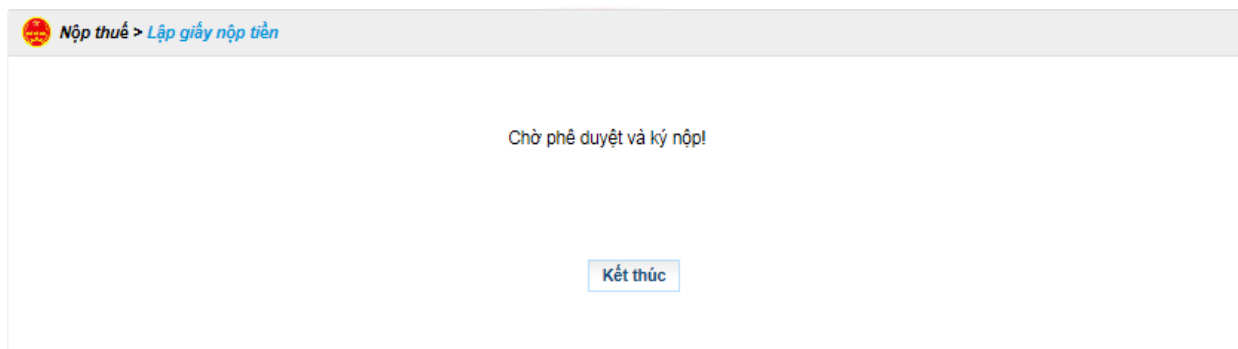 Nộp thuế > Lập giấy nộp tiền
Chờ phê duyệt và ký nộp!
Kết thúc